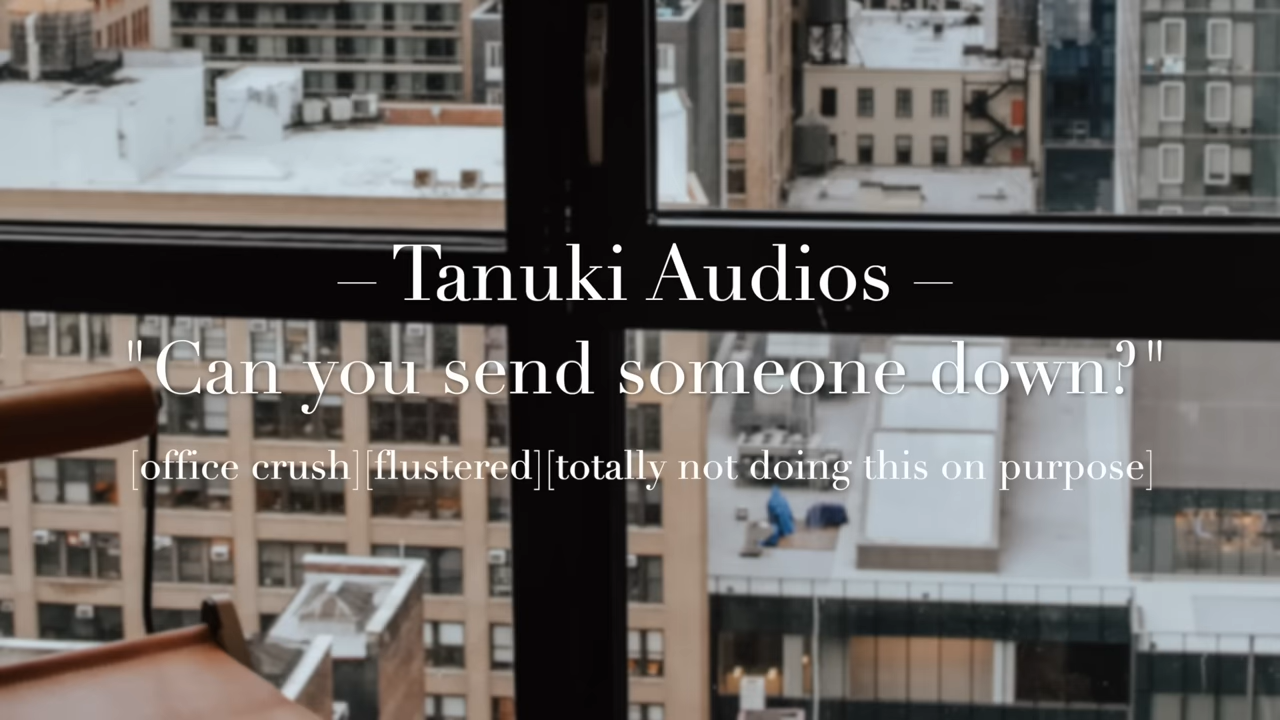 – Tanuki Audios –
"Can you send someone down?"
[office crush][flustered][totally not doing this on purpose]